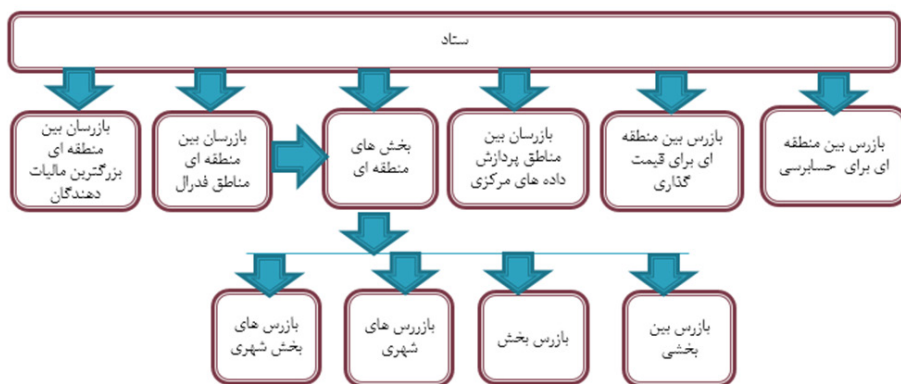 ستاد
بازرس بین منطقه
ای برای حسابرسی
بازرس بین منطقه
ای برای قیمت
گذاری
بازرسان بین
مناطق پردازش
داده های مرکزی
بخش های
منطقه ای
بازرسان بین
منطقه ای
مناطق فدرال
بازرسان بین
منطقه ای
بزرگترین مالیات
دهندگان
بازرس بین
بخشی
بازرس بخش
بازررس های
شهری
بازرس های
بخش شهری